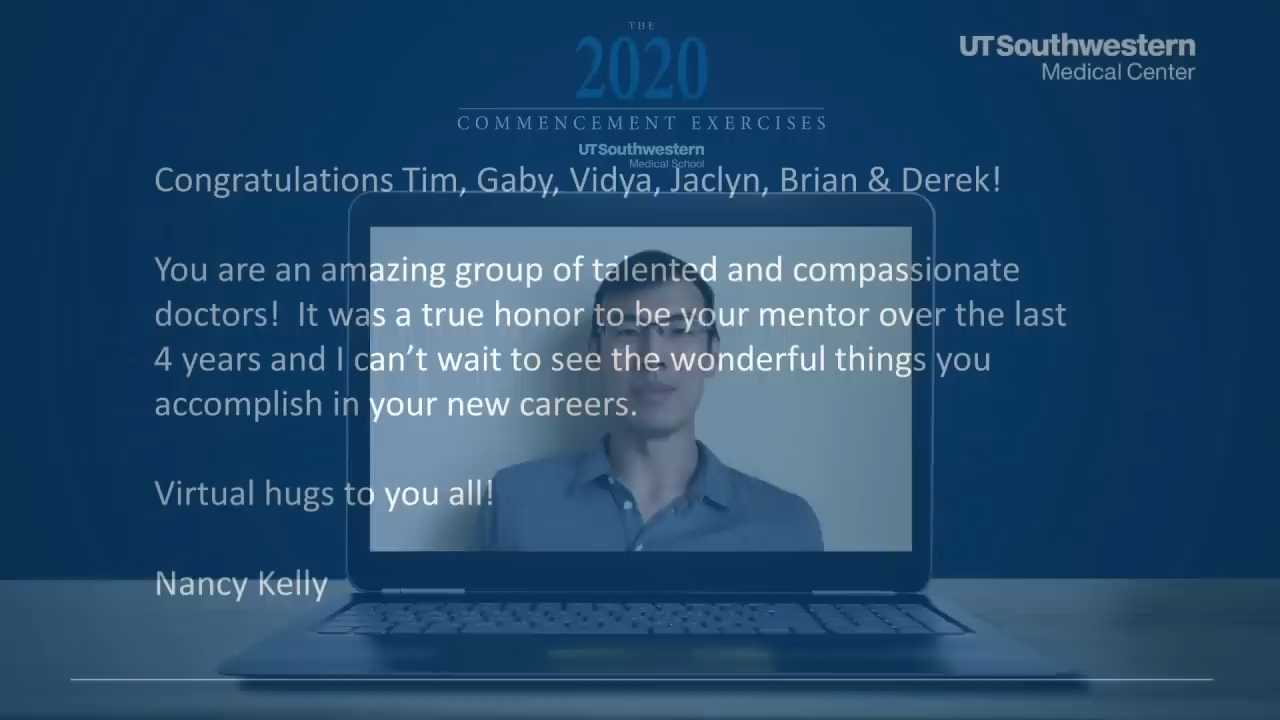 THE
2020
COMMENCEMENT EXERCISES
UTSouthwestern
Medical School
UTSouthwestern
Medical Center
Congratulations Tim, Gaby, Vidya, Jaclyn, Brian & Derek!
You are an amazing group of talented and compassionate
doctors!  It was a true honor to be your mentor over the last
4 years and I can’t wait to see the wonderful things you
accomplish in your new careers.
Virtual hugs to you all!
Nancy Kelly